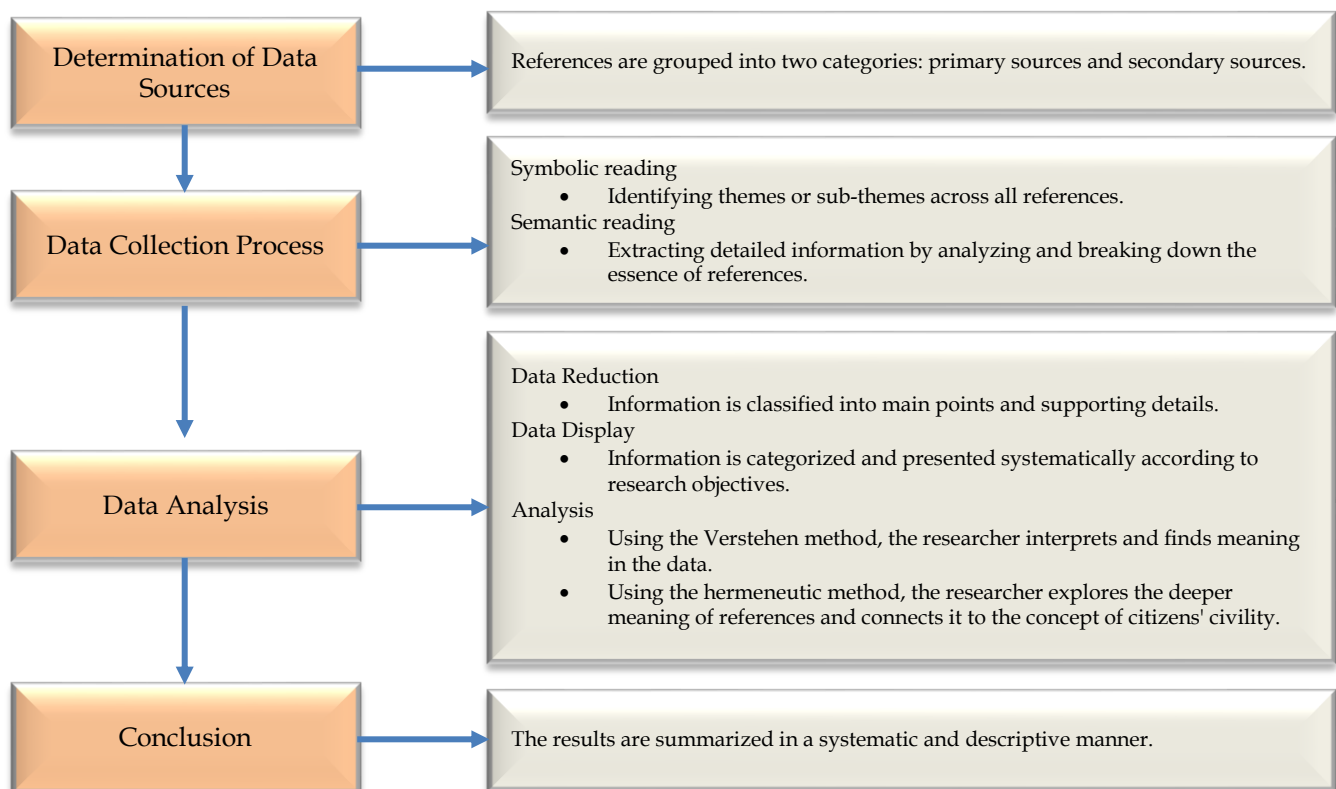 Determination of Data
Sources
References are grouped into two categories: primary sources and secondary sources.
Data Collection Process
Symbolic reading
• Identifying themes or sub-themes across all references.
Semantic reading
• Extracting detailed information by analyzing and breaking down the
essence of references.
Data Analysis
Data Reduction
• Information is classified into main points and supporting details.
Data Display
• Information is categorized and presented systematically according to
research objectives.
Analysis
• Using the Verstehen method, the researcher interprets and finds meaning
in the data.
• Using the hermeneutic method, the researcher explores the deeper
meaning of references and connects it to the concept of citizens' civility.
Conclusion
The results are summarized in a systematic and descriptive manner.